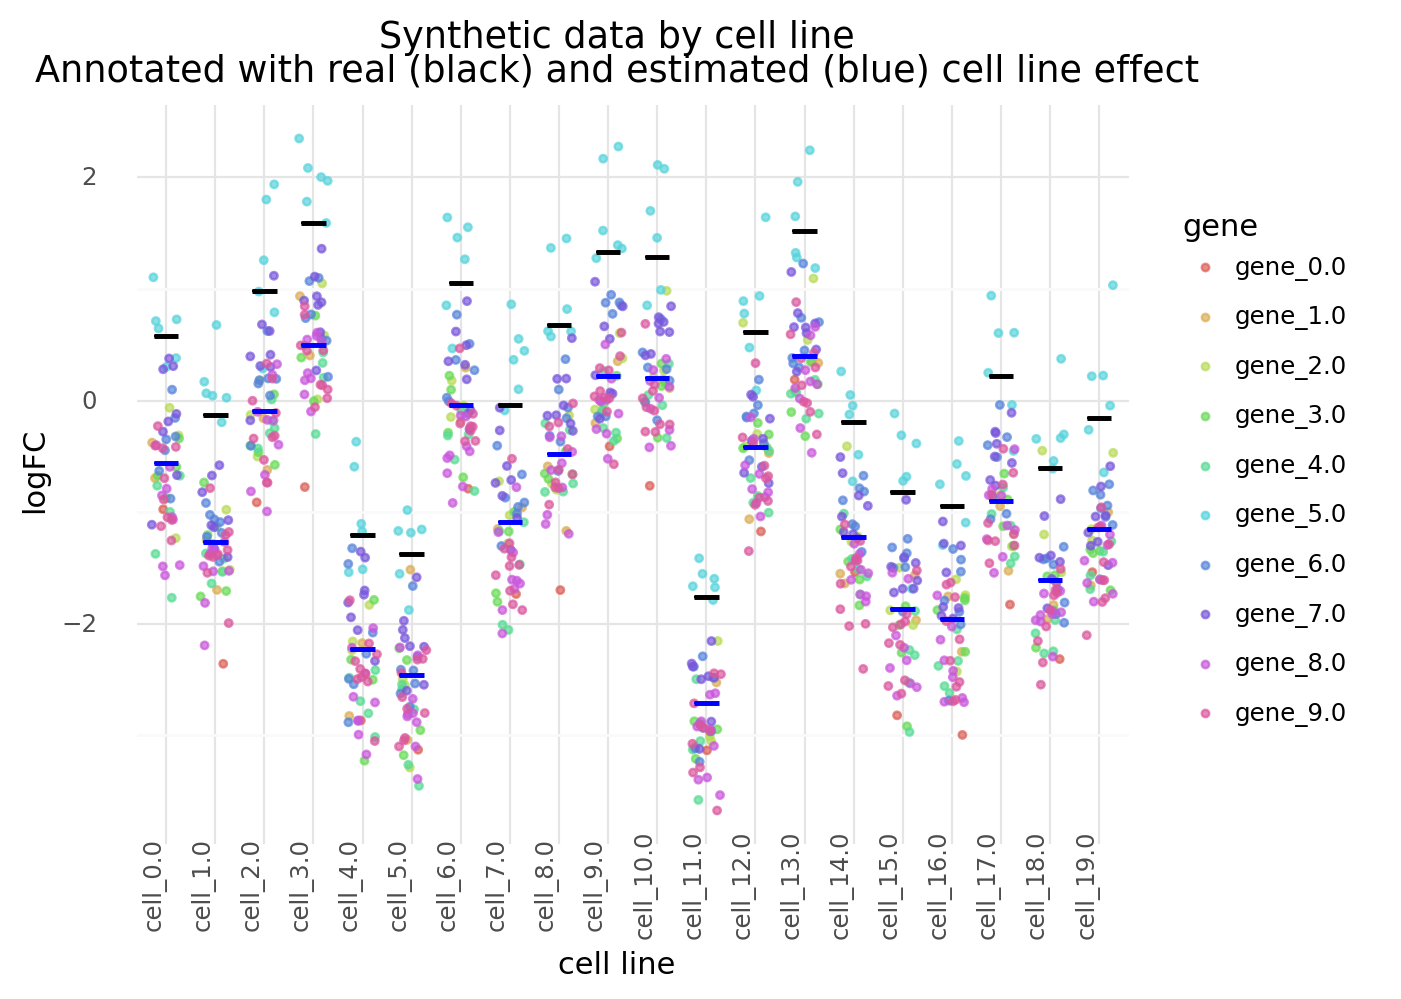 Synthetic data by cell line
Annotated with real (black) and estimated (blue) cell line effect
logFC
2
0
−2
cell_0.0
cell_1.0
cell_2.0
cell_3.0
cell_4.0
cell_5.0
cell_6.0
cell_7.0
cell_8.0
cell_9.0
cell_10.0
cell_11.0
cell_12.0
cell_13.0
cell_14.0
cell_15.0
cell_16.0
cell_17.0
cell_18.0
cell_19.0
cell line
gene
gene_0.0
gene_1.0
gene_2.0
gene_3.0
gene_4.0
gene_5.0
gene_6.0
gene_7.0
gene_8.0
gene_9.0